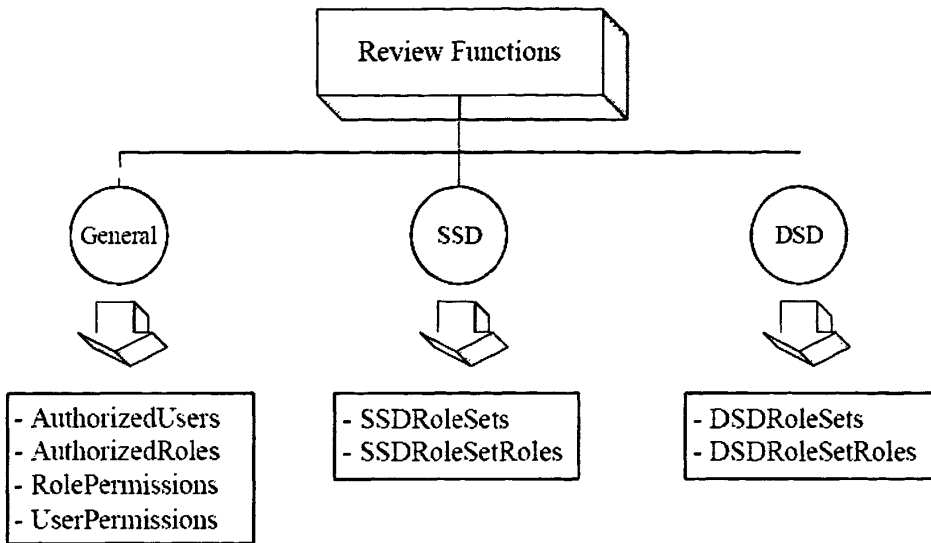 Review Functions
General
SSD
DSD
- AuthorizedUsers
- AuthorizedRoles
- RolePermissions
- UserPermissions
- SSDRoleSets
- SSDRoleSetRoles
- DSDRoleSets
- DSDRoleSetRoles